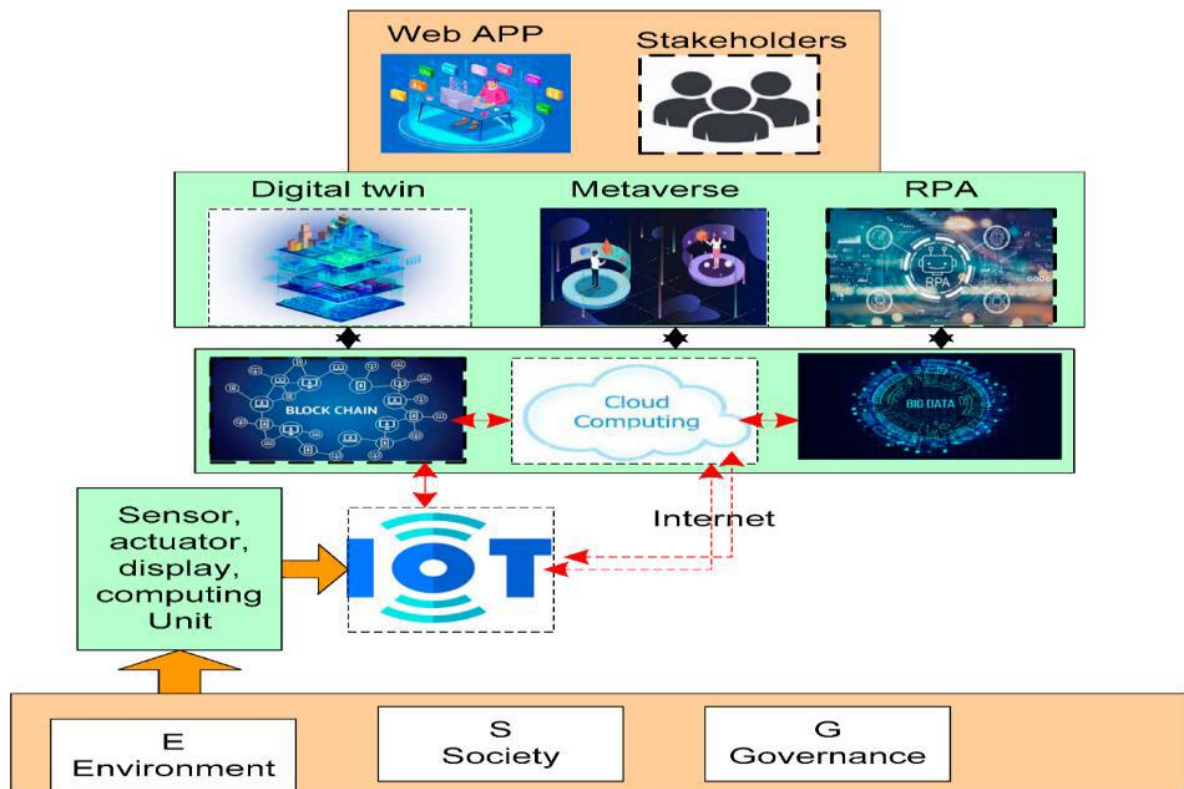 Web APP
Stakeholders
Digital twin
Metaverse
RPA
RPA
BLOCK CHAIN
Cloud
Computing
BIG DATA
Internet
Sensor,
actuator,
display,
computing
Unit
IOT
E
Environment
S
Society
G
Governance